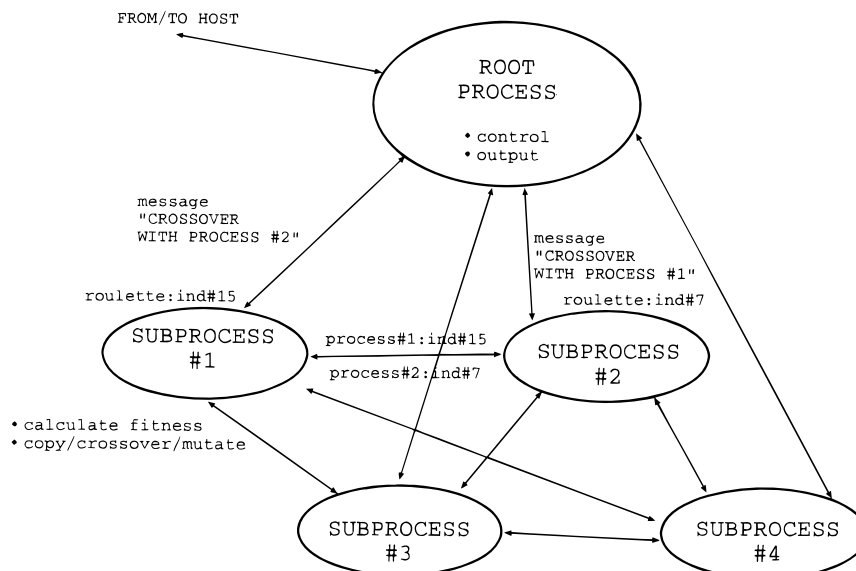 FROM/TO HOST
ROOT
PROCESS
• control
• output
message
"CROSSOVER
WITH PROCESS #2"
message
"CROSSOVER
WITH PROCESS #1"
roulette:ind#15
roulette:ind#7
SUBPROCESS
#1
process#1:ind#15
process#2:ind#7
SUBPROCESS
#2
• calculate fitness
• copy/crossover/mutate
SUBPROCESS
#3
SUBPROCESS
#4